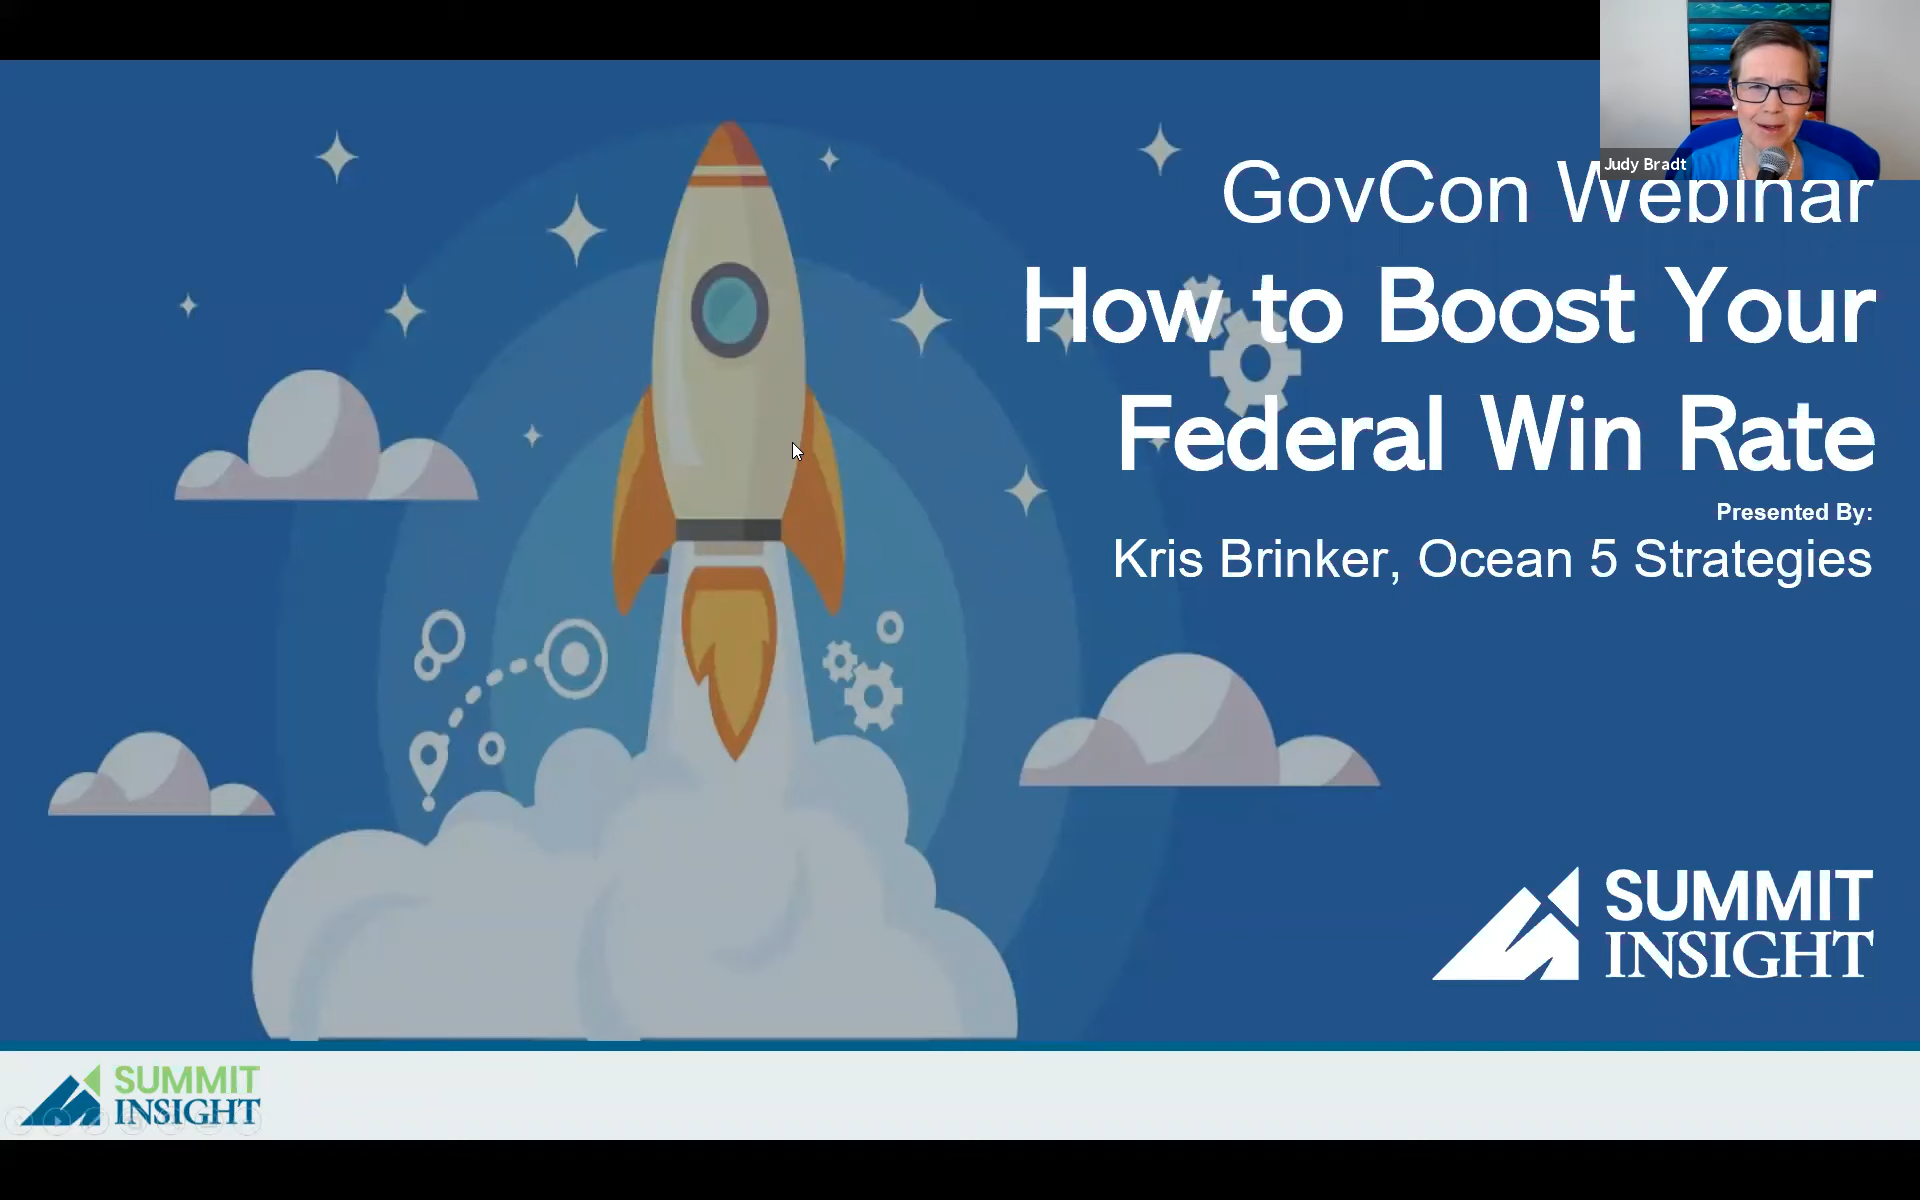 Judy Bradt
GovCon Webinar
How to Boost Your
Federal Win Rate
Presented By:
Kris Brinker, Ocean 5 Strategies
SUMMIT
INSIGHT
SUMMIT
INSIGHT